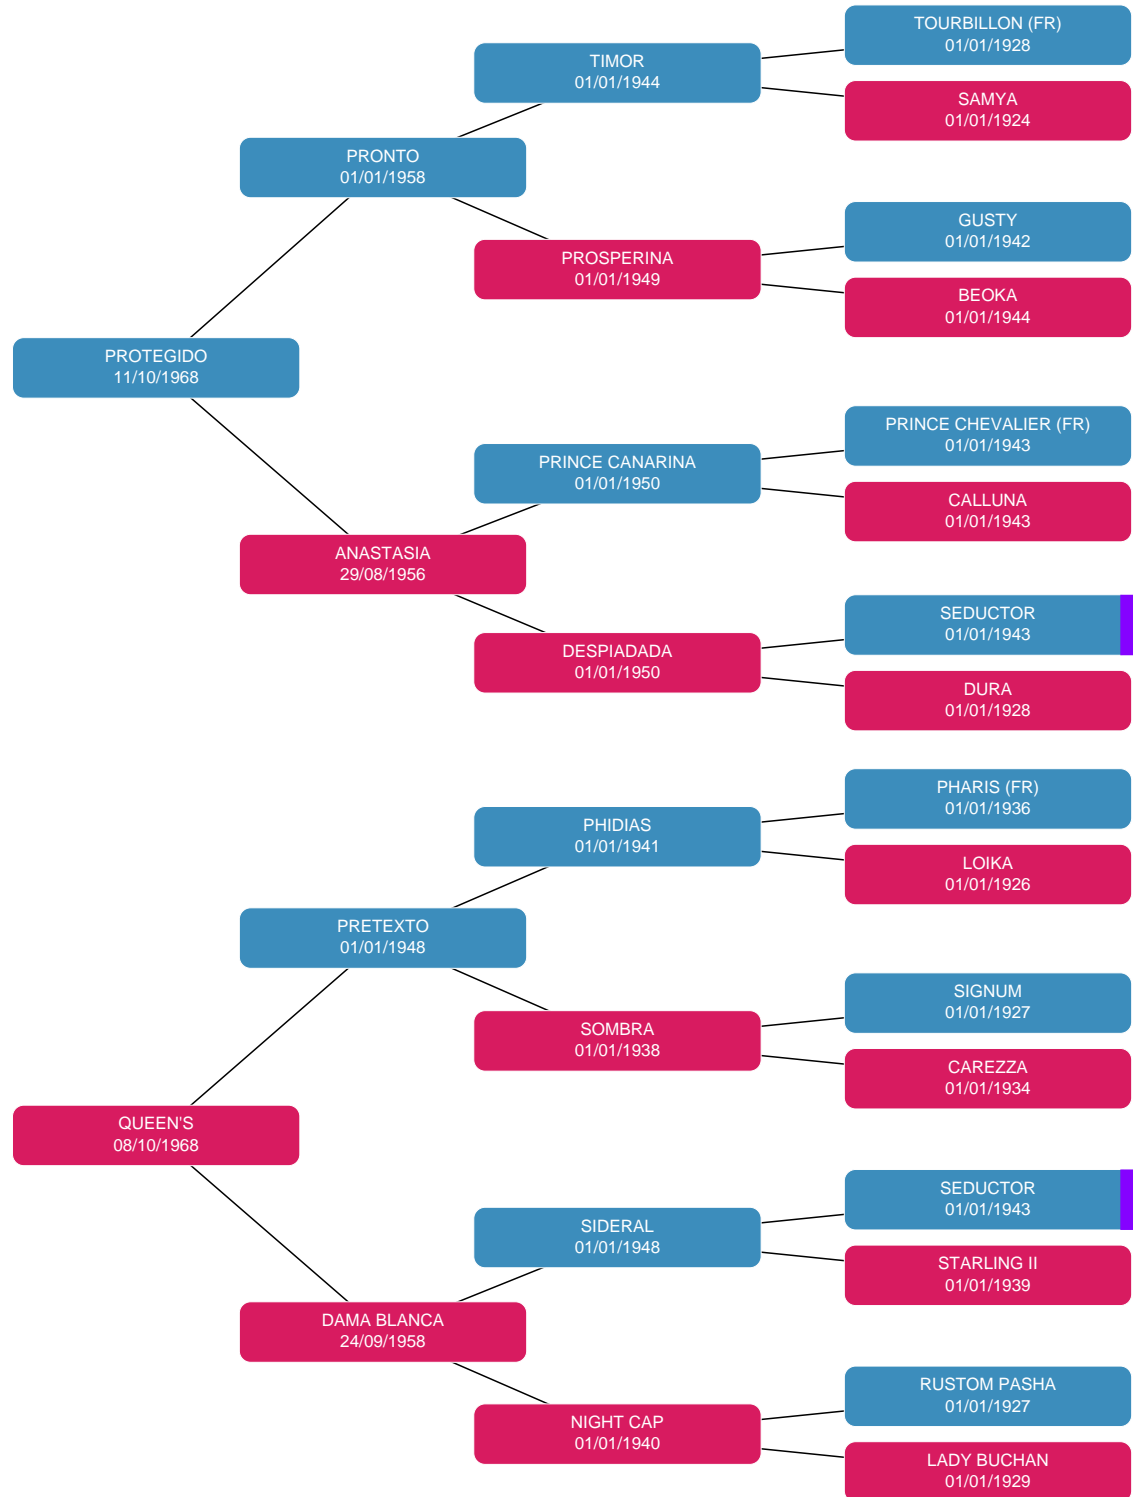 TOURBILLON (FR)
01/01/1928
TIMOR
01/01/1944
SAMYA
01/01/1924
PRONTO
01/01/1958
GUSTY
01/01/1942
PROSPERINA
01/01/1949
BEOKA
01/01/1944
PROTEGIDO
11/10/1968
PRINCE CHEVALIER (FR)
01/01/1943
PRINCE CANARINA
01/01/1950
CALLUNA
01/01/1943
ANASTASIA
29/08/1956
SEDUCTOR
01/01/1943
DESPIADADA
01/01/1950
DURA
01/01/1928
PHARIS (FR)
01/01/1936
PHIDIAS
01/01/1941
LOIKA
01/01/1926
PRETEXTO
01/01/1948
SIGNUM
01/01/1927
SOMBRA
01/01/1938
CAREZZA
01/01/1934
QUEEN'S
08/10/1968
SEDUCTOR
01/01/1943
SIDERAL
01/01/1948
STARLING II
01/01/1939
DAMA BLANCA
24/09/1958
RUSTOM PASHA
01/01/1927
NIGHT CAP
01/01/1940
LADY BUCHAN
01/01/1929